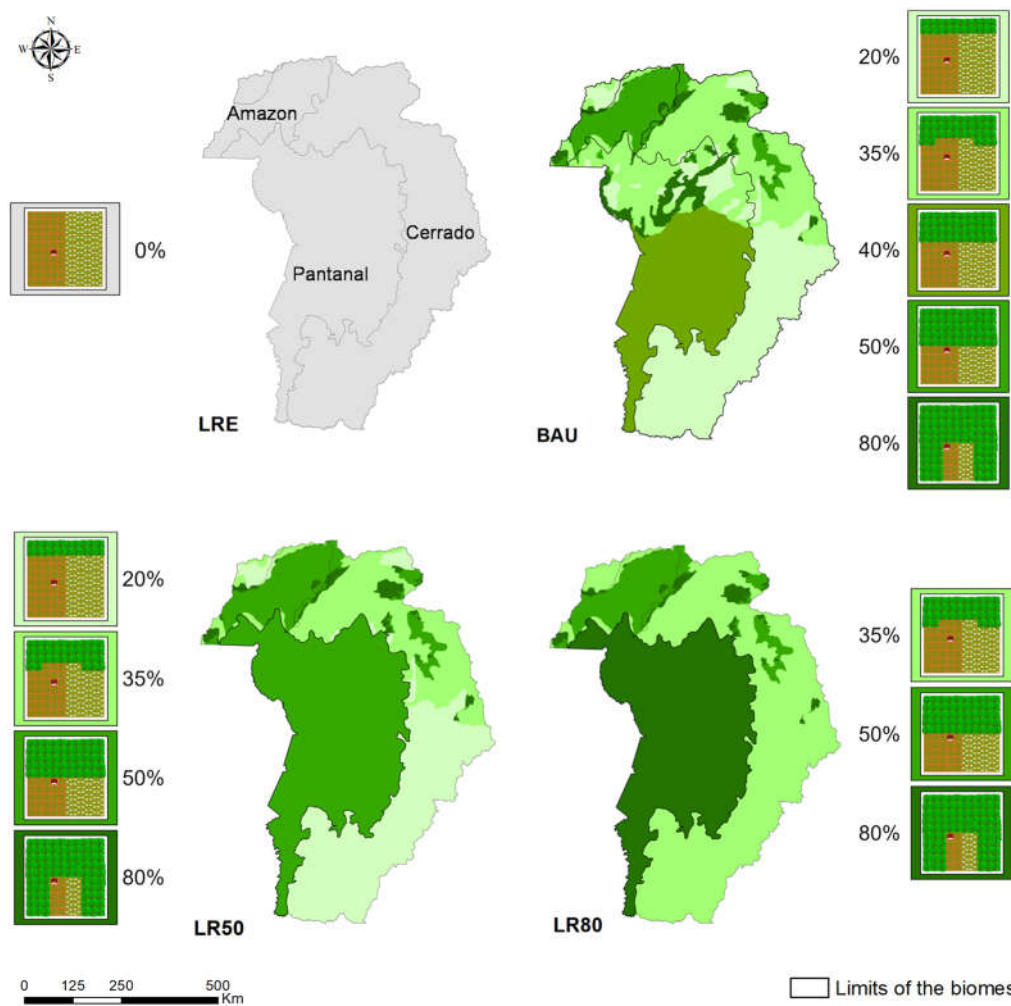 N
W E
S
Amazon
Cerrado
Pantanal
0%
LRE
BAU
20%
35%
40%
50%
80%
20%
35%
50%
80%
LR50
LR80
35%
50%
80%
0 125 250 500
Km
Limits of the biomes